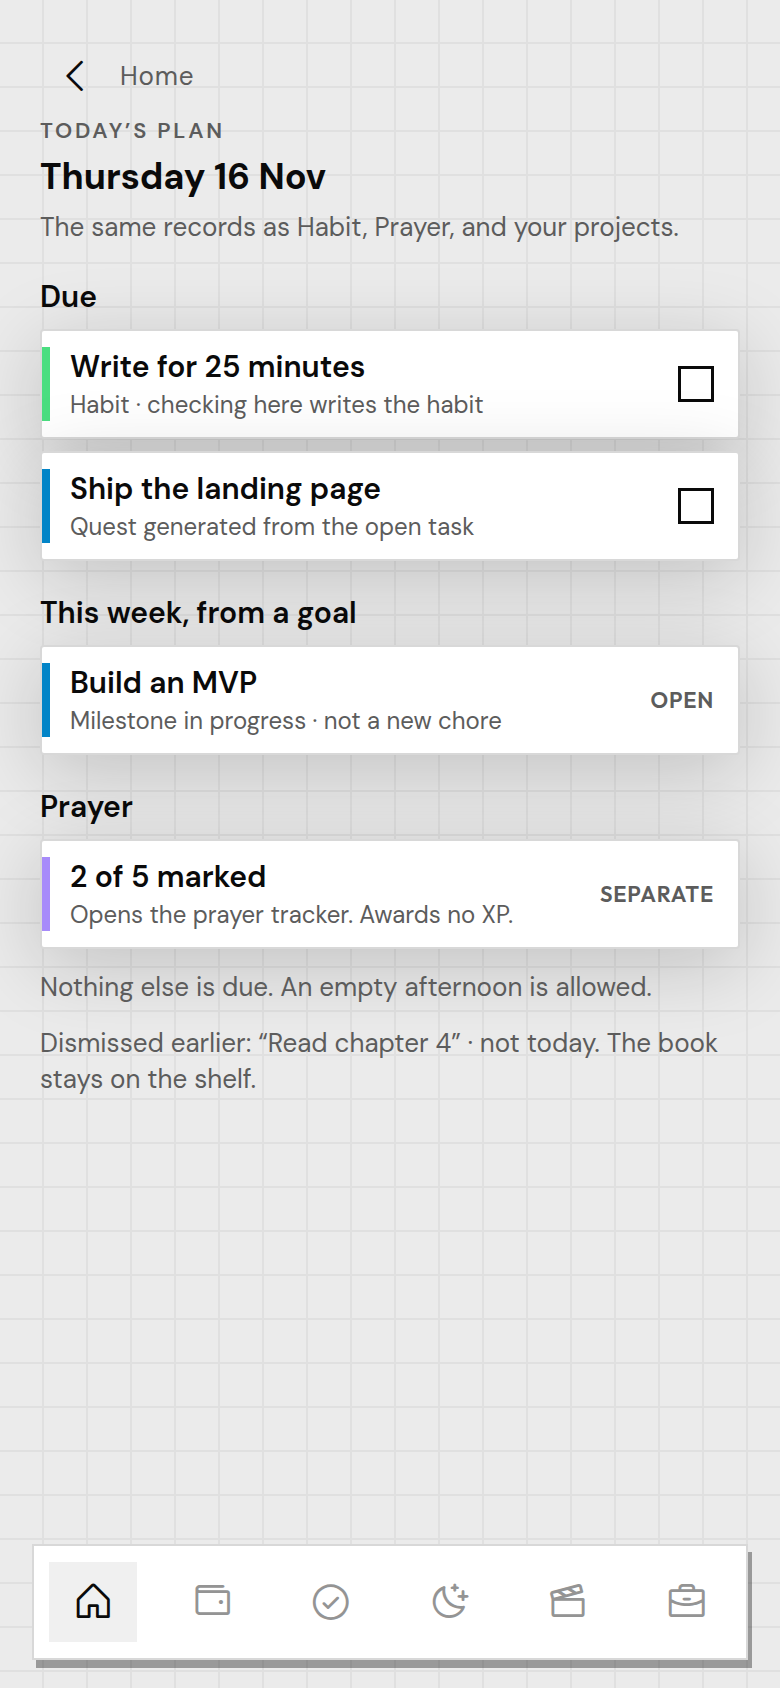 Home
TODAY’S PLAN
Thursday 16 Nov
The same records as Habit, Prayer, and your projects.
Due
Write for 25 minutes
Habit · checking here writes the habit
Ship the landing page
Quest generated from the open task
This week, from a goal
Build an MVP
Milestone in progress · not a new chore
OPEN
Prayer
2 of 5 marked
Opens the prayer tracker. Awards no XP.
SEPARATE
Nothing else is due. An empty afternoon is allowed.
Dismissed earlier: “Read chapter 4” · not today. The book
stays on the shelf.